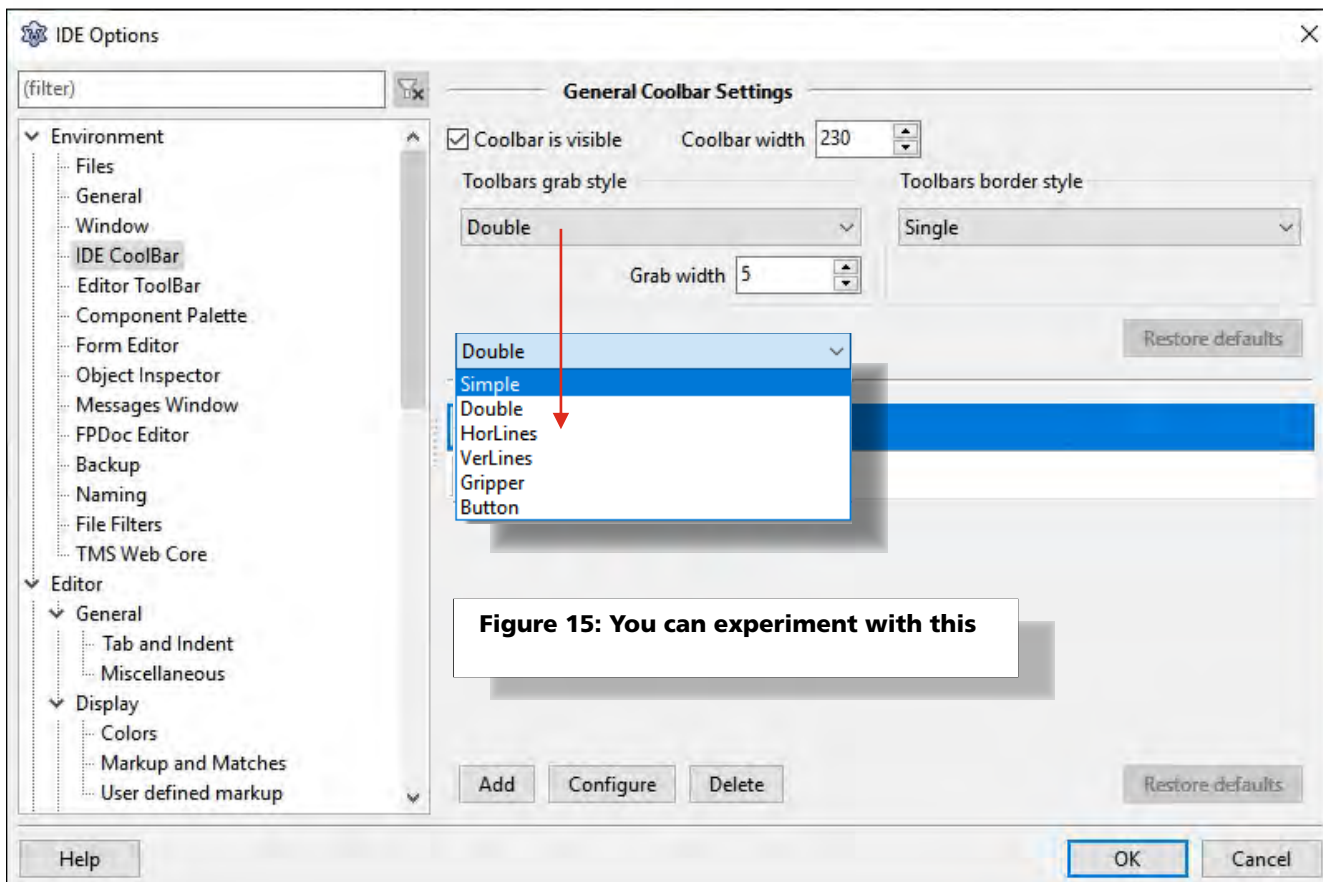 IDE Options
(filter)
Environment
Files
General
Window
IDE CoolBar
Editor ToolBar
Component Palette
Form Editor
Object Inspector
Messages Window
FPDoc Editor
Backup
Naming
File Filters
TMS Web Core
Editor
General
Tab and Indent
Miscellaneous
Display
Colors
Markup and Matches
User defined markup
General Coolbar Settings
Coolbar is visible
Coolbar width 230
Toolbars grab style
Double
Grab width 5
Toolbars border style
Single
Restore defaults
Double
Simple
Double
HorLines
VerLines
Gripper
Button
Figure 15: You can experiment with this
Add
Configure
Delete
Restore defaults
Help
OK
Cancel